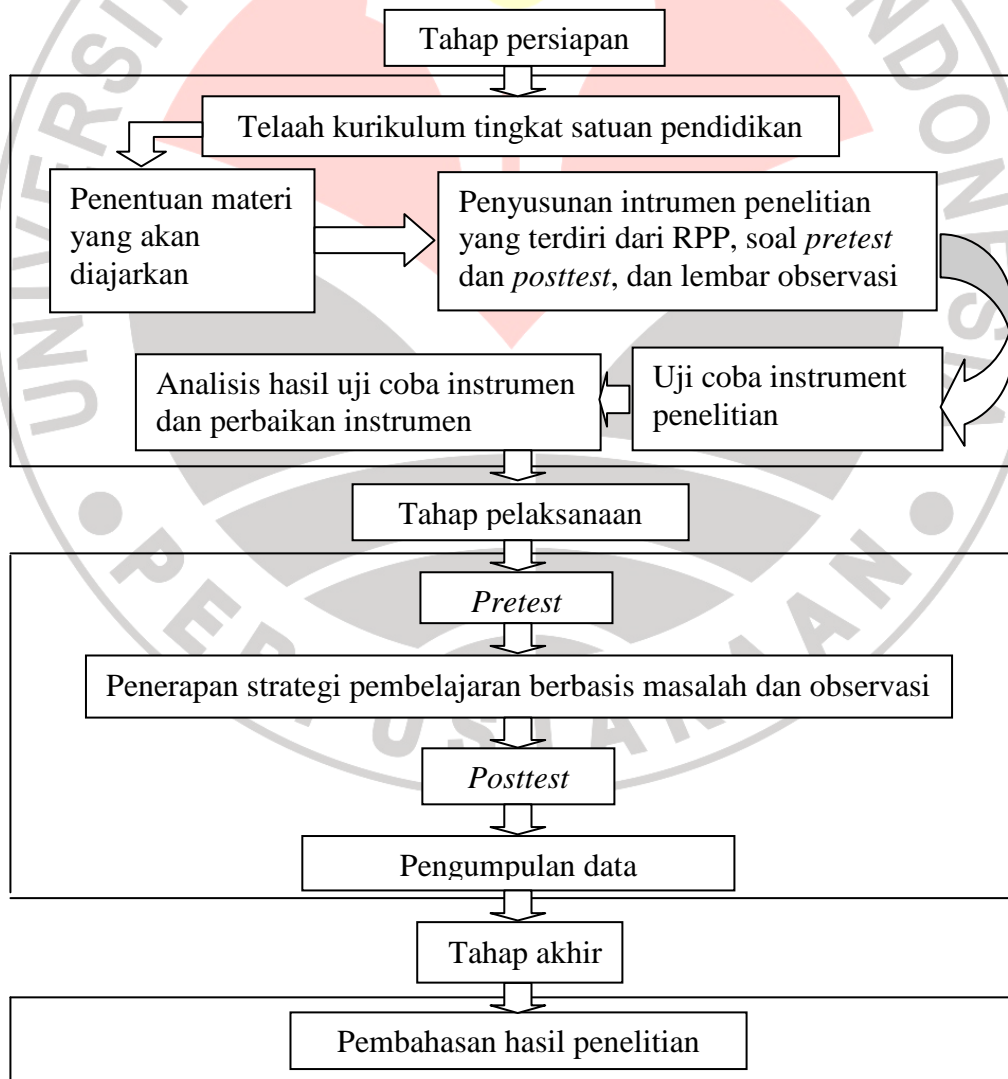 Tahap persiapan
Telaah kurikulum tingkat satuan pendidikan
Penentuan materi
yang akan
diajarkan
Penyusunan intrumen penelitian
yang terdiri dari RPP, soal pretest
dan posttest, dan lembar observasi
Uji coba instrument
penelitian
Analisis hasil uji coba instrumen
dan perbaikan instrumen
Tahap pelaksanaan
Pretest
Penerapan strategi pembelajaran berbasis masalah dan observasi
Posttest
Pengumpulan data
Tahap akhir
Pembahasan hasil penelitian